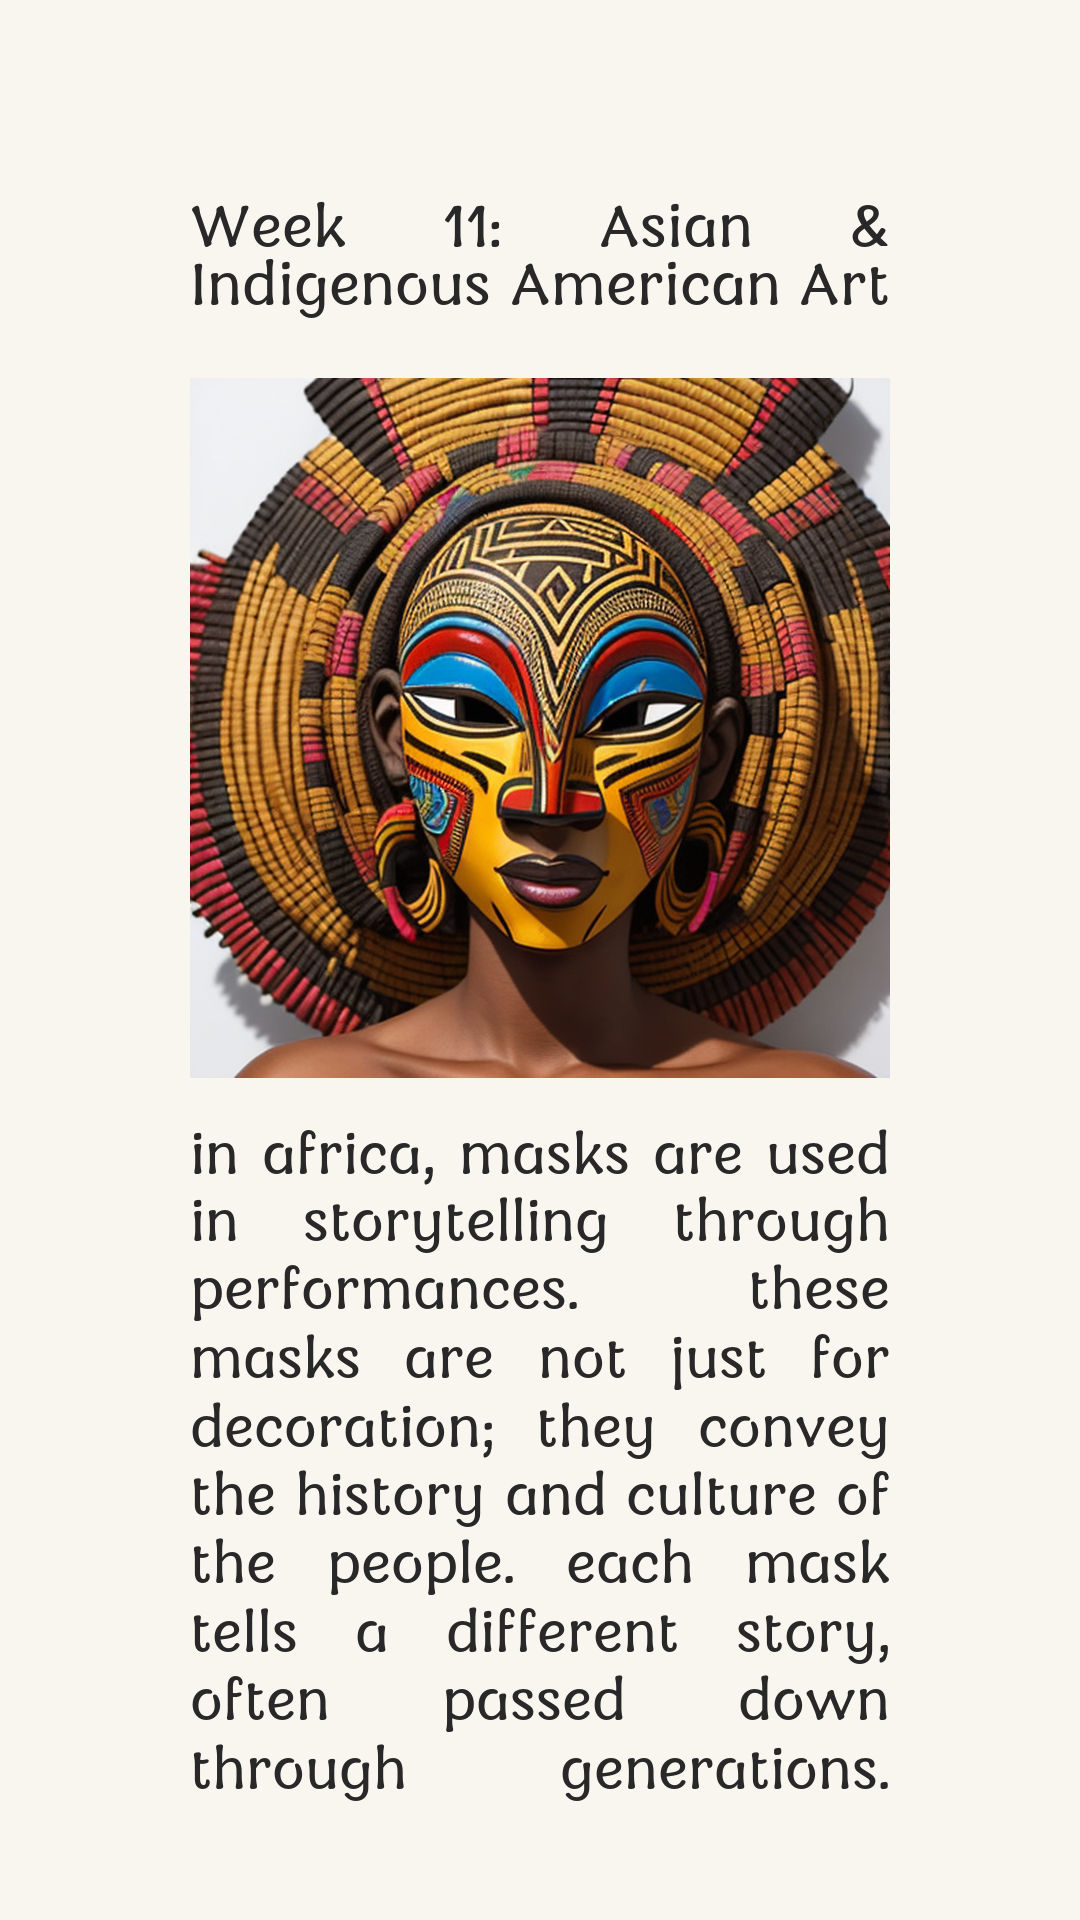 Week 11: Asian &
Indigenous American Art
in africa, masks are used
in storytelling through
performances. these
masks are not just for
decoration; they convey
the history and culture of
the people. each mask
tells a different story,
often passed down
through generations.